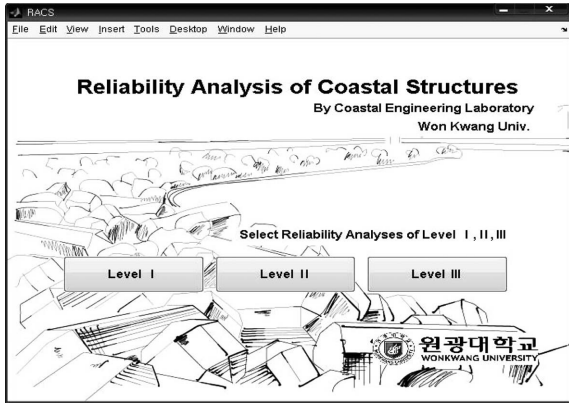 RACS
File Edit View Insert Tools Desktop Window Help
Reliability Analysis of Coastal Structures
By Coastal Engineering Laboratory
Won Kwang Univ.
Select Reliability Analyses of Level Ⅰ,Ⅱ,Ⅲ
Level Ⅰ
Level Ⅱ
Level Ⅲ
원광대학교
WONKWANG UNIVERSITY